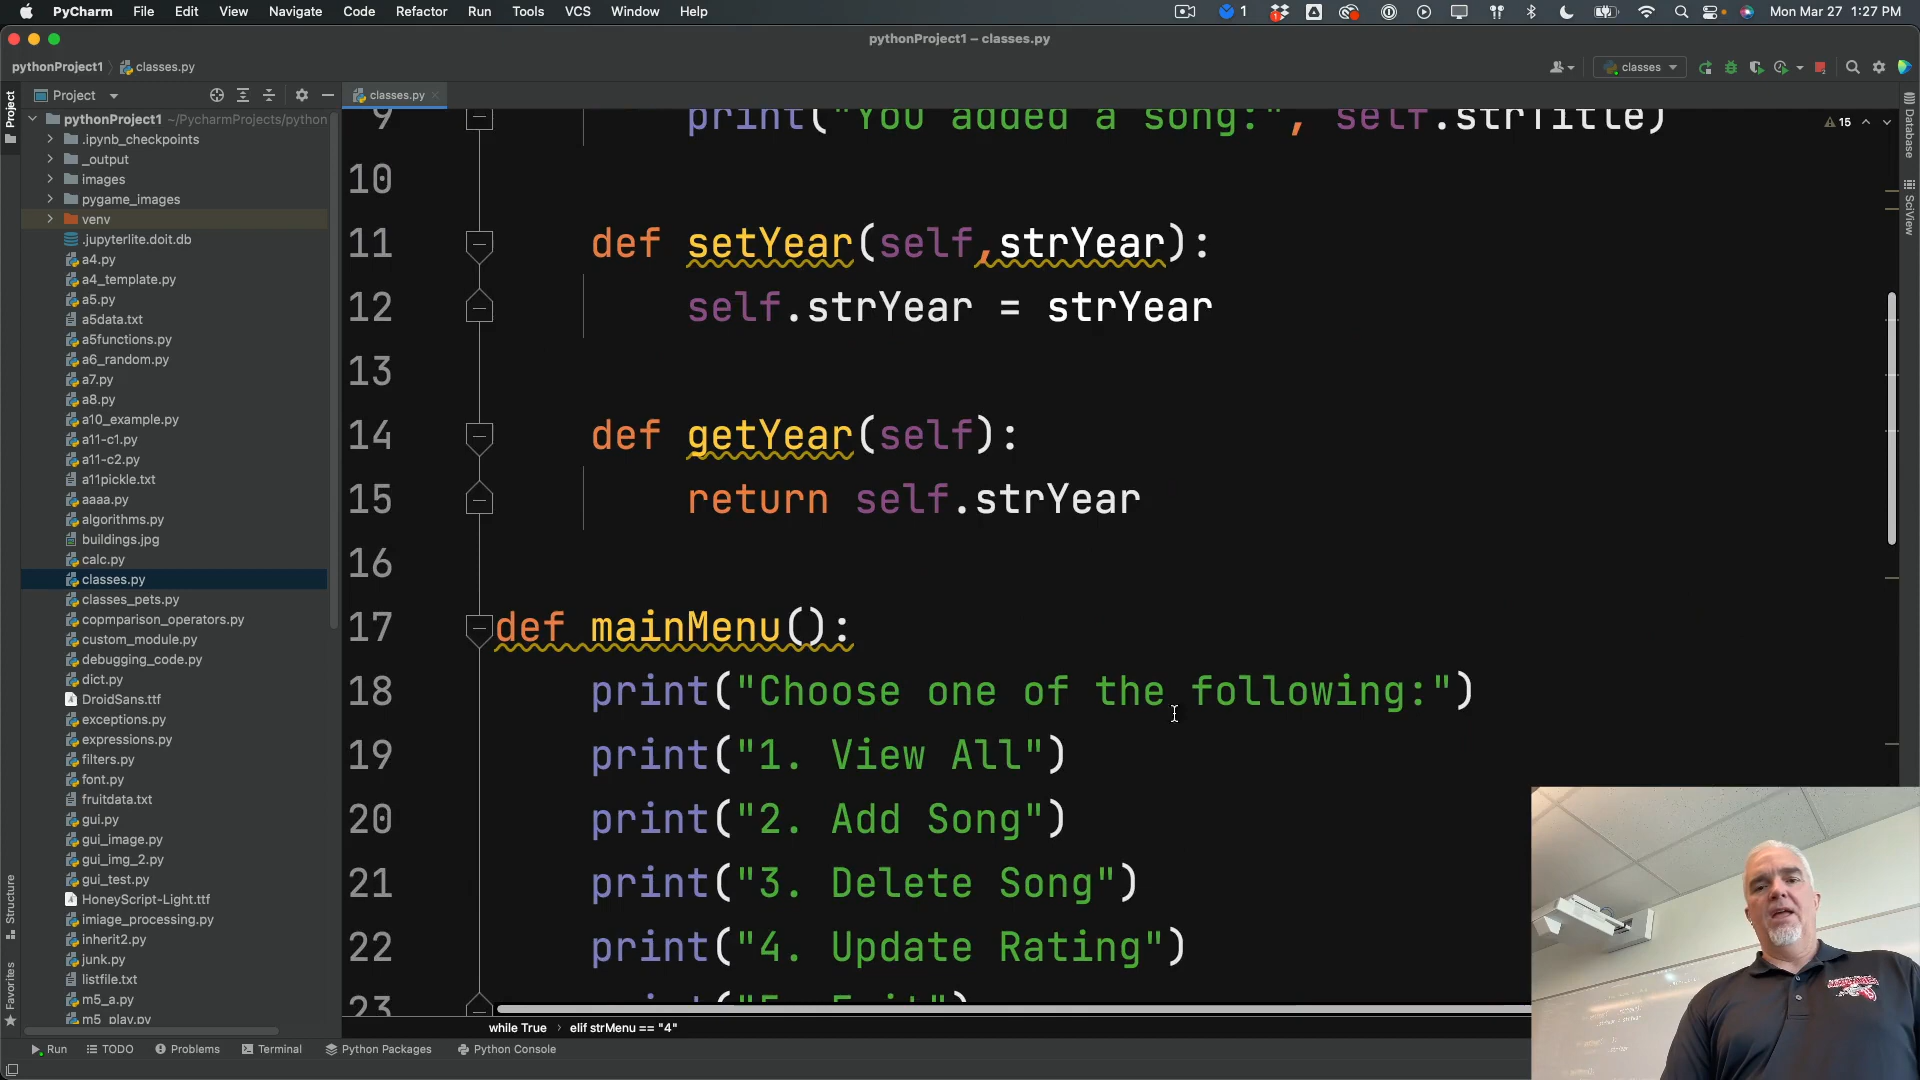 PyCharm File Edit View Navigate Code Refactor Run Tools VCS Window Help 1 Mon Mar 27 1:27 PM
pythonProject1 – classes.py
pythonProject1 classes.py classes
Project classes.py
Project
pythonProject1 ~/PycharmProjects/python
.ipynb_checkpoints
_output
images
pygame_images
venv
.jupyterlite.doit.db
a4.py
a4_template.py
a5.py
a5data.txt
a5functions.py
a6_random.py
a7.py
a8.py
a10_example.py
a11-c1.py
a11-c2.py
a11pickle.txt
aaaa.py
algorithms.py
buildings.jpg
calc.py
classes.py
classes_pets.py
copmparison_operators.py
custom_module.py
debugging_code.py
dict.py
DroidSans.ttf
exceptions.py
expressions.py
filters.py
font.py
fruitdata.txt
gui.py
gui_image.py
gui_img_2.py
gui_test.py
HoneyScript-Light.ttf
imiage_processing.py
inherit2.py
junk.py
listfile.txt
m5_a.py
m5_play.py
Structure
Favorites
9 print("You added a song:", self.strTitle)
10
11 def setYear(self,strYear):
12 self.strYear = strYear
13
14 def getYear(self):
15 return self.strYear
16
17 def mainMenu():
18 print("Choose one of the following:")
19 print("1. View All")
20 print("2. Add Song")
21 print("3. Delete Song")
22 print("4. Update Rating")
23 print("5. Exit")
15
Database
SciView
while True elif strMenu == "4"
Run TODO Problems Terminal Python Packages Python Console